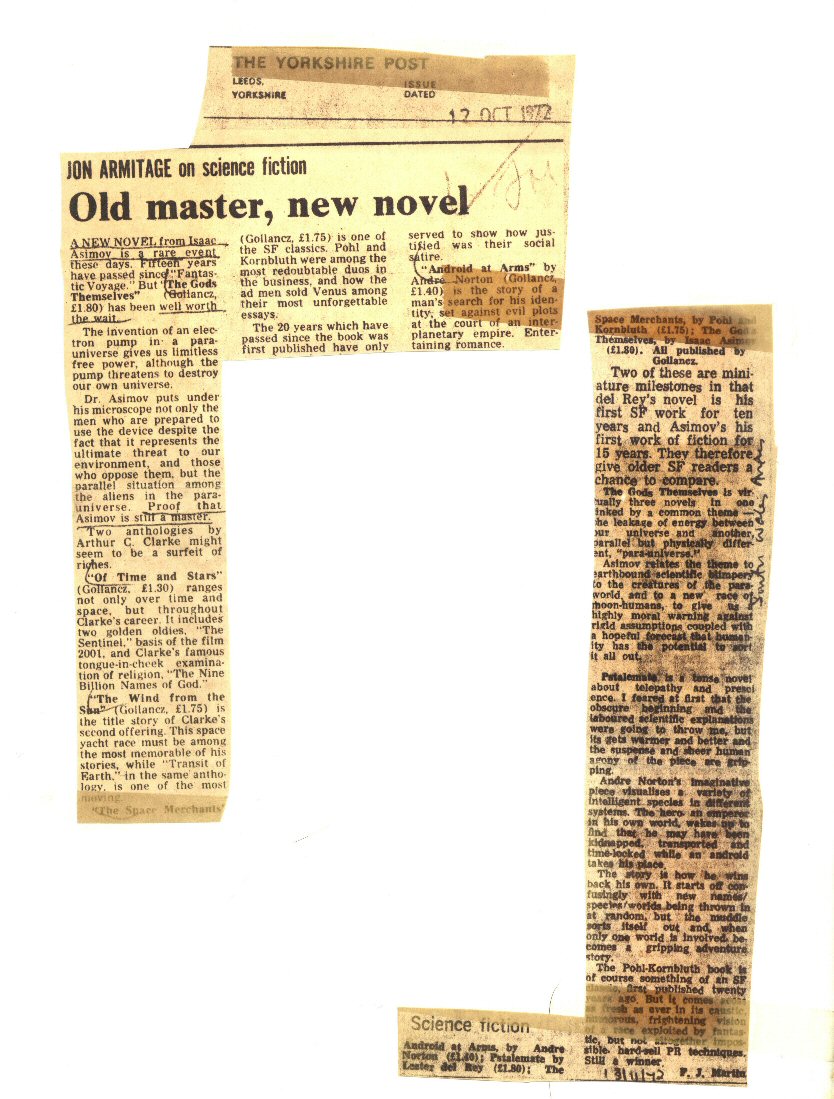 THE YORKSHIRE POST
LEEDS,
YORKSHIRE
ISSUE
DATED
12 OCT 1972
JON ARMITAGE on science fiction
Old master, new novel
A NEW NOVEL from Isaac
Asimov is a rare event
these days. Fifteen years
have passed since "Fantas-
tic Voyage." But "The Gods
Themselves" (Gollancz,
£1.80) has been well worth
the wait.
The invention of an elec-
tron pump in a para-
universe gives us limitless
free power, although the
pump threatens to destroy
our own universe.
Dr. Asimov puts under
his microscope not only the
men who are prepared to
use the device despite the
fact that it represents the
ultimate threat to our
environment, and those
who oppose them, but the
parallel situation among
the aliens in the para-
universe. Proof that
Asimov is still a master.
Two anthologies by
Arthur C. Clarke might
seem to be a surfeit of
riches.
"Of Time and Stars"
(Gollancz, £1.30) ranges
not only over time and
space, but throughout
Clarke's career. It includes
two golden oldies, "The
Sentinel," basis of the film
2001, and Clarke's famous
tongue-in-cheek examina-
tion of religion, "The Nine
Billion Names of God."
"The Wind from the
Sun" (Gollancz, £1.75) is
the title story of Clarke's
second offering. This space
yacht race must be among
the most memorable of his
stories, while "Transit of
Earth," in the same antho-
logy, is one of the most
moving.
"The Space Merchants"
(Gollancz, £1.75) is one of
the SF classics. Pohl and
Kornbluth were among the
most redoubtable duos in
the business, and how the
ad men sold Venus among
their most unforgettable
essays.
The 20 years which have
passed since the book was
first published have only
served to show how jus-
tified was their social
satire.
"Android at Arms" by
André Norton (Gollancz,
£1.40) is the story of a
man's search for his iden-
tity, set against evil plots
at the court of an inter-
planetary empire. Enter-
taining romance.
Science fiction
Android at Arms, by Andre
Norton (£1.40); Pstalemate by
Lester del Rey (£1.80); The
Space Merchants, by Pohl and
Kornbluth (£1.75); The Gods
Themselves, by Isaac Asimov
(£1.80). All published by
Gollancz.
Two of these are mini-
ature milestones in that
del Rey's novel is his
first SF work for ten
years and Asimov's his
first work of fiction for
15 years. They therefore
give older SF readers a
chance to compare.
The Gods Themselves is vir-
tually three novels in one
linked by a common theme —
the leakage of energy between
our universe and another,
parallel but physically differ-
ent, "para-universe."
Asimov relates the theme to
earthbound scientific blimpery
to the creatures of the para-
world, and to a new race of
moon-humans, to give us a
highly moral warning against
rigid assumptions coupled with
a hopeful forecast that human-
ity has the potential to sort
it all out.
Pstalemate is a tense novel
about telepathy and presci
ence. I feared at first that the
obscure beginning and the
laboured scientific explanations
were going to throw me, but
its gets warmer and better and
the suspense and sheer human
agony of the piece are grip-
ping.
Andre Norton's imaginative
piece visualises a variety of
intelligent species in different
systems. The hero, an emperor
in his own world, wakes up to
find that he may have been
kidnapped, transported and
time-locked while an android
takes his place.
The story is how he wins
back his own. It starts off con-
fusingly with new names/
species/worlds being thrown in
at random, but the muddle
sorts itself out and, when
only one world is involved, be-
comes a gripping adventure
story.
The Pohl-Kornbluth book is
of course something of an SF
classic, first published twenty
years ago. But it comes
as fresh as ever in its caustic,
humorous, frightening vision
of a race exploited by fantas-
tic, but not altogether impos-
sible, hard-sell PR techniques.
Still a winner.
F. J. Martin
South Wales Argus